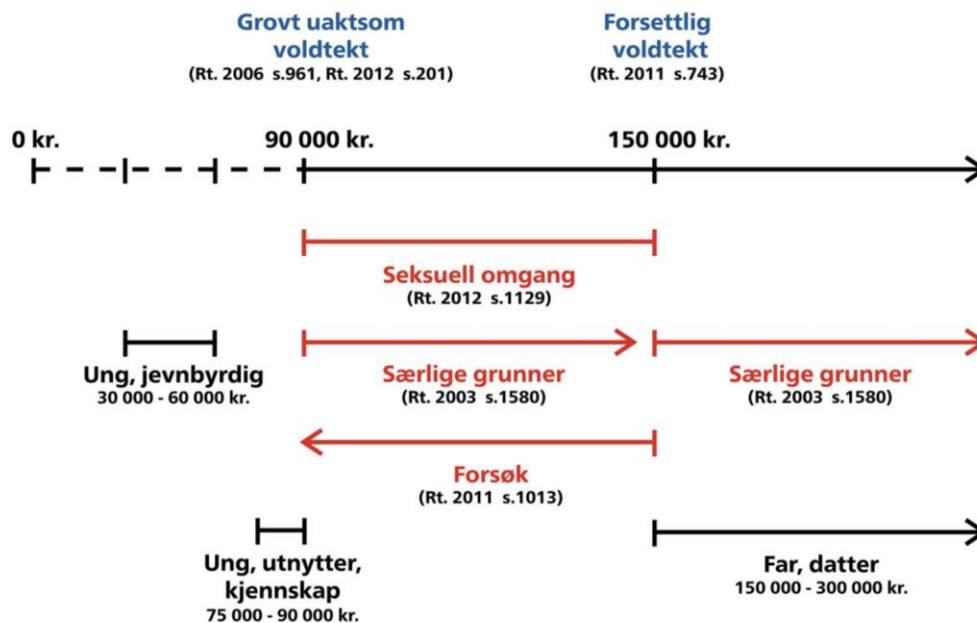 Grovt uaktsom
voldtekt
(Rt. 2006 s.961, Rt. 2012 s.201)
Forsettlig
voldtekt
(Rt. 2011 s.743)
0 kr.
90 000 kr.
150 000 kr.
Seksuell omgang
(Rt. 2012 s.1129)
Ung, jevnbyrdig
30 000 - 60 000 kr.
Særlige grunner
(Rt. 2003 s.1580)
Særlige grunner
(Rt. 2003 s.1580)
Forsøk
(Rt. 2011 s.1013)
Ung, utnytter,
kjennskap
75 000 - 90 000 kr.
Far, datter
150 000 - 300 000 kr.